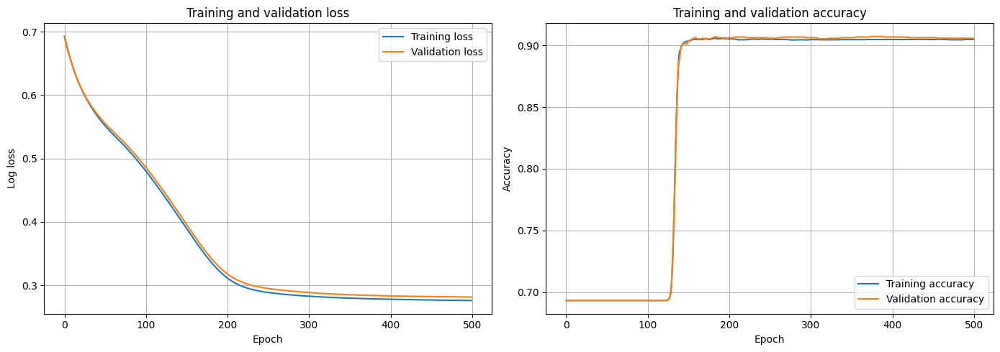 Training and validation loss
Training loss
Validation loss
0.7
0.6
0.5
0.4
0.3
Log loss
0 100 200 300 400 500
Epoch
Training and validation accuracy
0.90
0.85
0.80
0.75
0.70
Accuracy
Training accuracy
Validation accuracy
0 100 200 300 400 500
Epoch